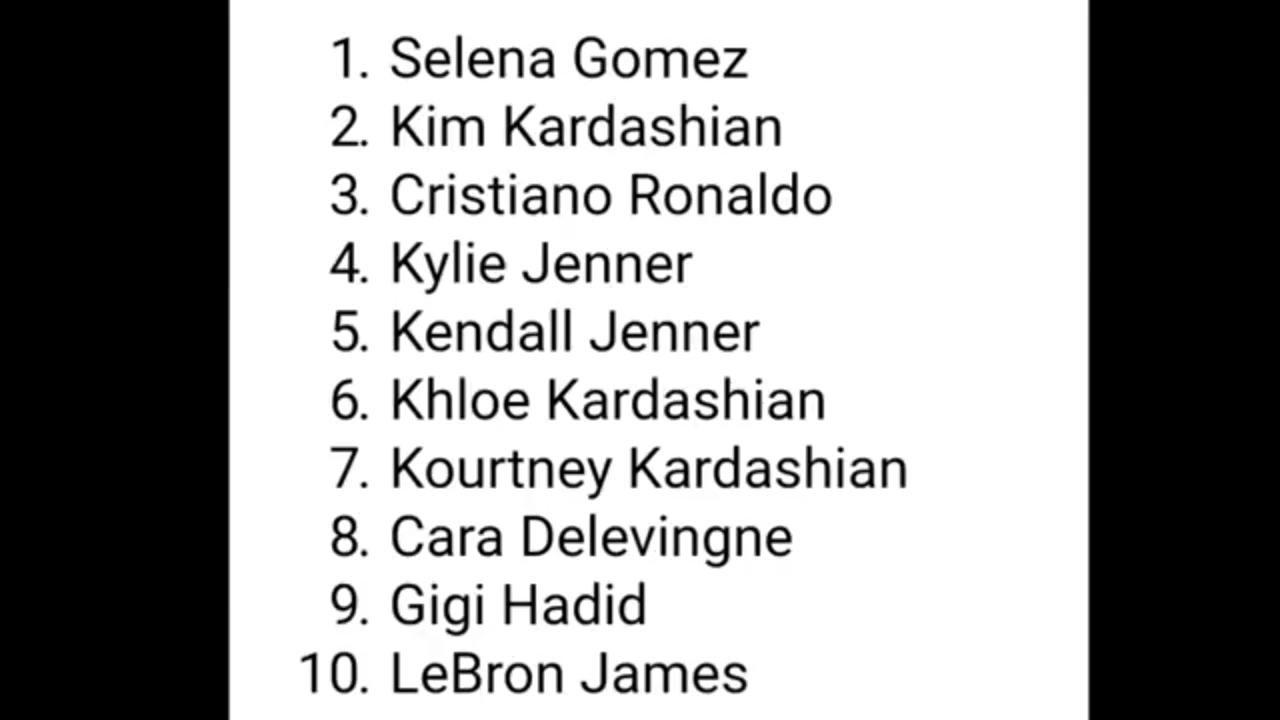 1. Selena Gomez
2. Kim Kardashian
3. Cristiano Ronaldo
4. Kylie Jenner
5. Kendall Jenner
6. Khloe Kardashian
7. Kourtney Kardashian
8. Cara Delevingne
9. Gigi Hadid
10. LeBron James